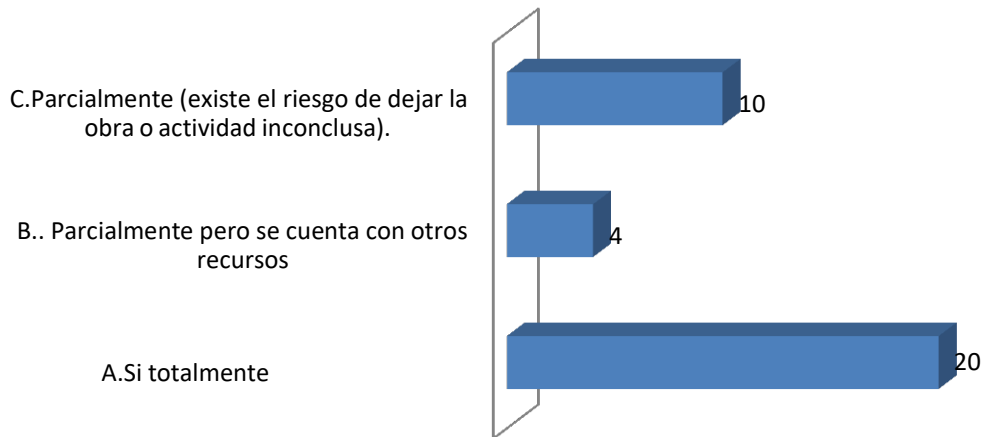 C.Parcialmente (existe el riesgo de dejar la
obra o actividad inconclusa).
10
B.. Parcialmente pero se cuenta con otros
recursos
4
A.Si totalmente
20